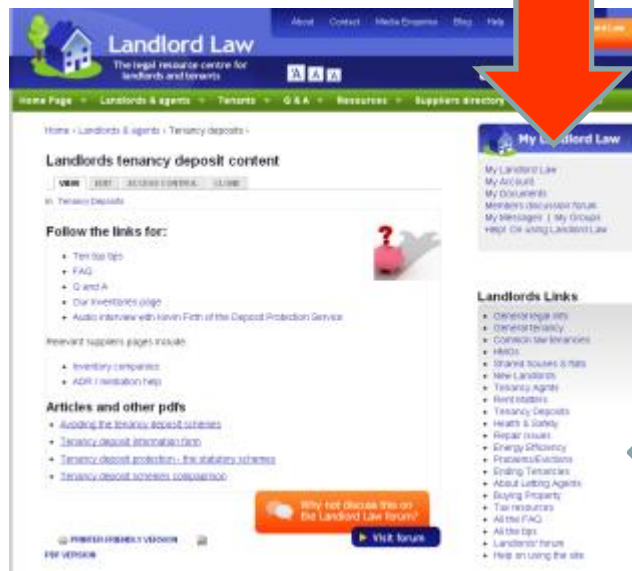 About Contact Media Enquiries Blog Help
Landlord Law
The legal resource centre for
landlords and tenants
A A A
Home Page Landlords & agents Tenants Q & A Resources Suppliers directory
Home › Landlords & agents › Tenancy deposits ›
Landlords tenancy deposit content
VIEW EDIT ACCESS CONTROL CLONE
in Tenancy Deposits
Follow the links for:
Ten top tips
FAQ
Q and A
Our Inventories page
Audio interview with Kevin Firth of the Deposit Protection Service
Relevant suppliers pages include
Inventory companies
ADR / mediation help
Articles and other pdfs
Avoiding the tenancy deposit schemes
Tenancy deposit information form
Tenancy deposit protection - the statutory schemes
Tenancy deposit schemes comparison
Why not discuss this on
the Landlord Law forum?
Visit forum
PRINTER FRIENDLY VERSION
PDF VERSION
My Landlord Law
My Landlord Law
My Account
My Documents
Members discussion forum
My Messages | My Groups
Help! On using Landlord Law
Landlords Links
General legal info
General tenancy
Common law tenancies
HMOs
Shared houses & flats
New Landlords
Tenancy Agmts
Rent Matters
Tenancy Deposits
Health & Safety
Repair issues
Energy Efficiency
Problems/Evictions
Ending Tenancies
About Letting Agents
Buying Property
Tax resources
All the FAQ
All the tips
Landlords' forum
Help on using the site